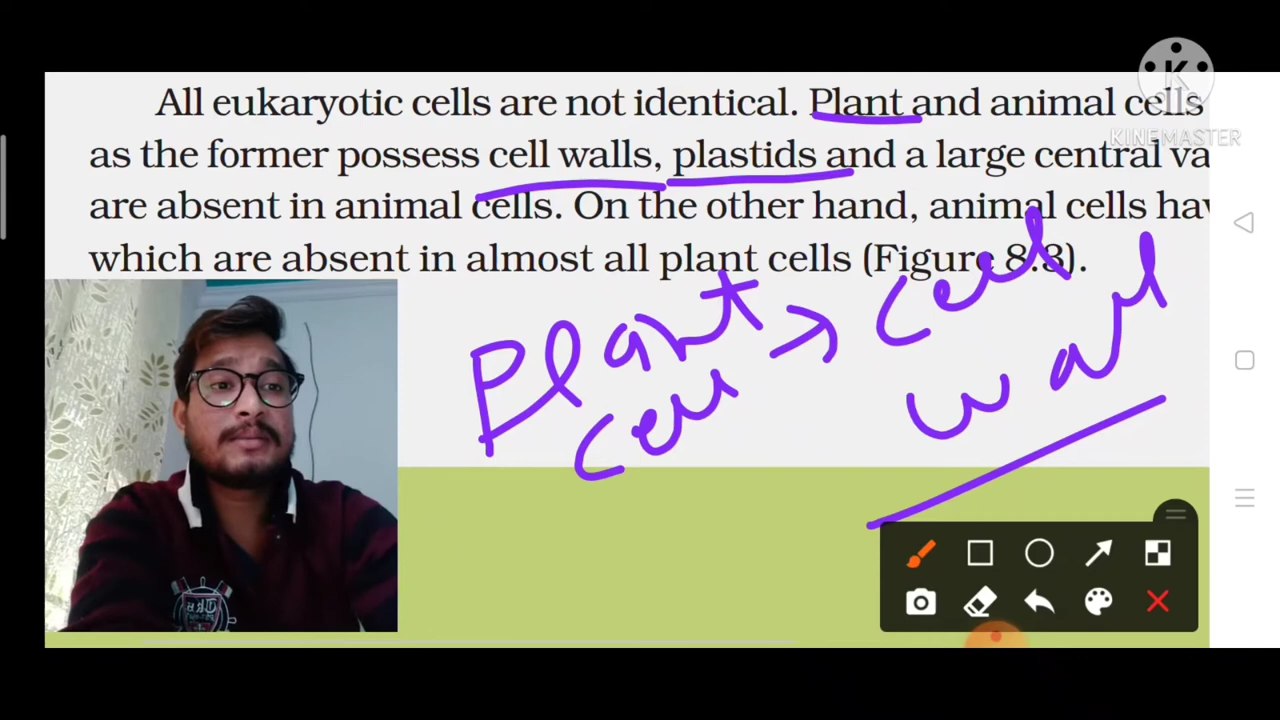 All eukaryotic cells are not identical. Plant and animal cells
as the former possess cell walls, plastids and a large central va
are absent in animal cells. On the other hand, animal cells hav
which are absent in almost all plant cells (Figure 8.3).
KINEMASTER
Plant → cell
cell wall